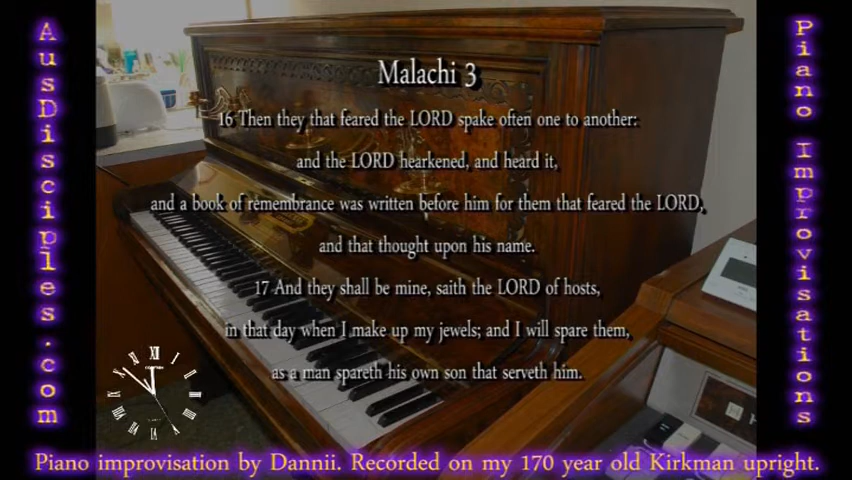 AusDisciples.com
Malachi 3
16 Then they that feared the LORD spake often one to another:
and the LORD hearkened, and heard it,
and a book of remembrance was written before him for them that feared the LORD,
and that thought upon his name.
17 And they shall be mine, saith the LORD of hosts,
in that day when I make up my jewels; and I will spare them,
as a man spareth his own son that serveth him.
Piano Improvisations
Piano improvisation by Dannii. Recorded on my 170 year old Kirkman upright.